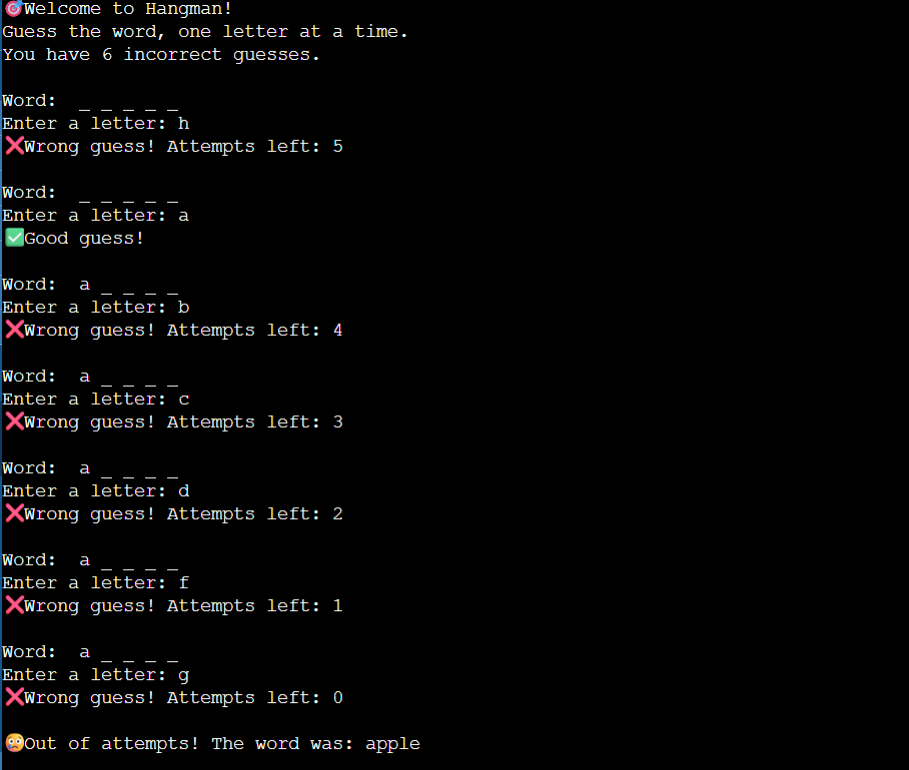 🎯Welcome to Hangman!
Guess the word, one letter at a time.
You have 6 incorrect guesses.

Word:  _ _ _ _ _
Enter a letter: h
❌Wrong guess! Attempts left: 5

Word:  _ _ _ _ _
Enter a letter: a
✅Good guess!

Word:  a _ _ _ _
Enter a letter: b
❌Wrong guess! Attempts left: 4

Word:  a _ _ _ _
Enter a letter: c
❌Wrong guess! Attempts left: 3

Word:  a _ _ _ _
Enter a letter: d
❌Wrong guess! Attempts left: 2

Word:  a _ _ _ _
Enter a letter: f
❌Wrong guess! Attempts left: 1

Word:  a _ _ _ _
Enter a letter: g
❌Wrong guess! Attempts left: 0

😢Out of attempts! The word was: apple